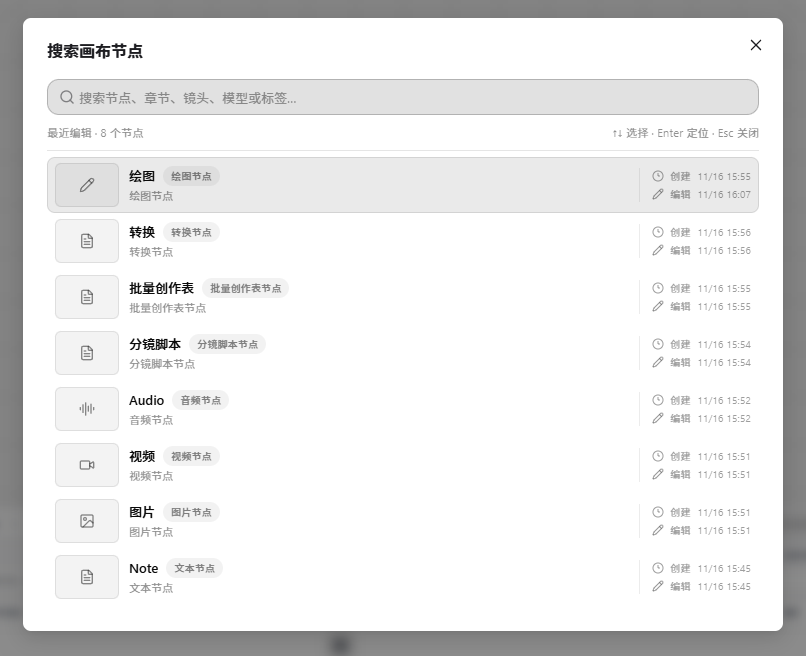 搜索画布节点
搜索节点、章节、镜头、模型或标签...
最近编辑 · 8 个节点 ↑↓ 选择 · Enter 定位 · Esc 关闭
绘图 绘图节点 创建 11/16 15:55
绘图节点 编辑 11/16 16:07
转换 转换节点 创建 11/16 15:56
转换节点 编辑 11/16 15:56
批量创作表 批量创作表节点 创建 11/16 15:55
批量创作表节点 编辑 11/16 15:55
分镜脚本 分镜脚本节点 创建 11/16 15:54
分镜脚本节点 编辑 11/16 15:54
Audio 音频节点 创建 11/16 15:52
音频节点 编辑 11/16 15:52
视频 视频节点 创建 11/16 15:51
视频节点 编辑 11/16 15:51
图片 图片节点 创建 11/16 15:51
图片节点 编辑 11/16 15:51
Note 文本节点 创建 11/16 15:45
文本节点 编辑 11/16 15:45